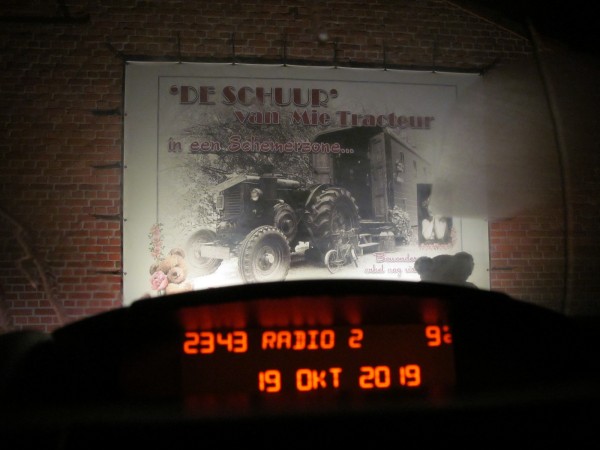 "DE SCHUUR"
van Mie Tracteur
in een Schemerzone...
2343 RADIO 2
19 OKT 2019